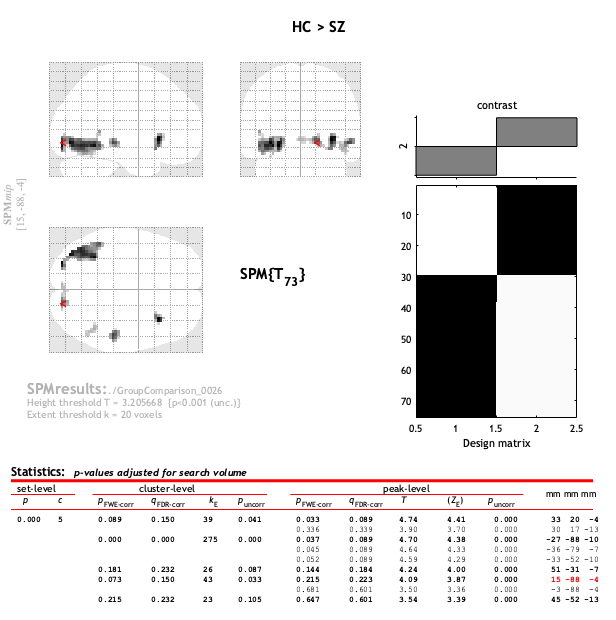 HC > SZ
contrast
2
SPMmip
[15, -88, -4]
SPM{T73}
10
20
30
40
50
60
70
0.5 1 1.5 2 2.5
Design matrix
SPMresults: ./GroupComparison_0026
Height threshold T = 3.205668 {p<0.001 (unc.)}
Extent threshold k = 20 voxels
Statistics: p-values adjusted for search volume
set-level cluster-level peak-level mm mm mm
p c pFWE-corr qFDR-corr kE puncorr pFWE-corr qFDR-corr T (ZE) puncorr
0.000 5 0.089 0.150 39 0.041 0.033 0.089 4.74 4.41 0.000 33 20 -4
0.336 0.339 3.90 3.70 0.000 30 17 -13
0.000 0.000 275 0.000 0.037 0.089 4.70 4.38 0.000 -27 -88 -10
0.045 0.089 4.64 4.33 0.000 -36 -79 -7
0.052 0.089 4.59 4.29 0.000 -33 -52 -10
0.181 0.232 26 0.087 0.144 0.184 4.24 4.00 0.000 51 -31 -7
0.073 0.150 43 0.033 0.215 0.223 4.09 3.87 0.000 15 -88 -4
0.681 0.601 3.50 3.36 0.000 -3 -88 -4
0.215 0.232 23 0.105 0.647 0.601 3.54 3.39 0.000 45 -52 -13